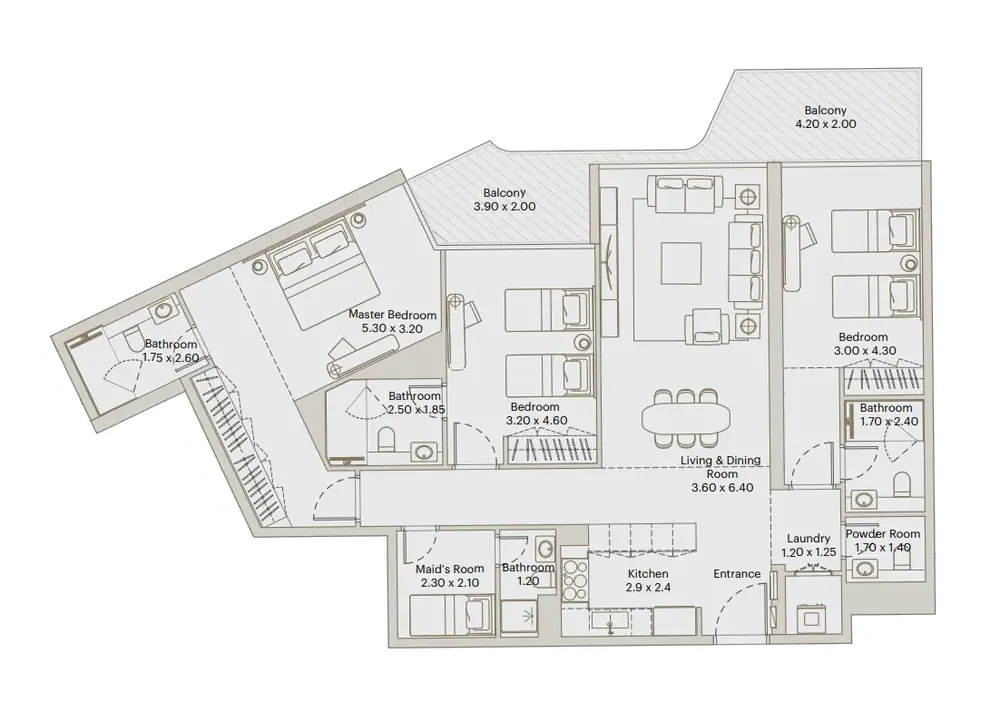 Balcony
4.20 x 2.00
Balcony
3.90 x 2.00
Master Bedroom
5.30 x 3.20
Bathroom
1.75 x 2.60
Bedroom
3.00 x 4.30
Bathroom
2.50 x 1.85
Bedroom
3.20 x 4.60
Bathroom
1.70 x 2.40
Living & Dining
Room
3.60 x 6.40
Powder Room
1.70 x 1.40
Laundry
1.20 x 1.25
Maid's Room
2.30 x 2.10
Bathroom
1.20
Kitchen
2.9 x 2.4
Entrance